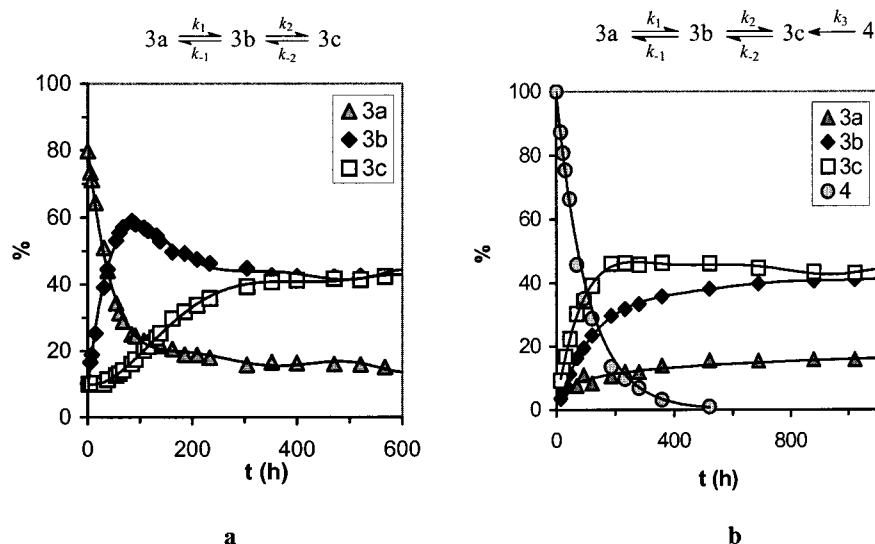 3a ⇌ 3b ⇌ 3c
k1 k2
k-1 k-2
100
80
60
40
20
0
%
0 200 400 600
t (h)
3a
3b
3c
a
3a ⇌ 3b ⇌ 3c ← 4
k1 k2 k3
k-1 k-2
100
80
60
40
20
0
%
0 400 800
t (h)
3a
3b
3c
4
b